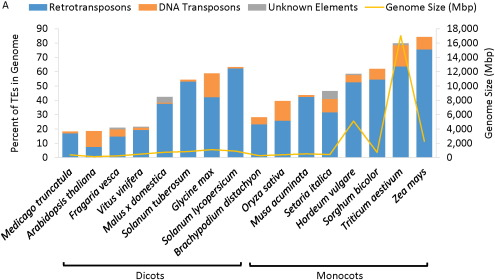 A
Retrotransposons DNA Transposons Unknown Elements Genome Size (Mbp)
Percent of TEs in Genome
90
80
70
60
50
40
30
20
10
0
18,000
16,000
14,000
12,000
10,000
8,000
6,000
4,000
2,000
0
Genome Size (Mbp)
Medicago truncatula
Arabidopsis thaliana
Fragaria vesca
Vitus vinifera
Malus x domestica
Solanum tuberosum
Glycine max
Solanum lycopersicum
Brachypodium distachyon
Oryza sativa
Musa acuminata
Setaria italica
Hordeum vulgare
Sorghum bicolor
Triticum aestivum
Zea mays
Dicots Monocots